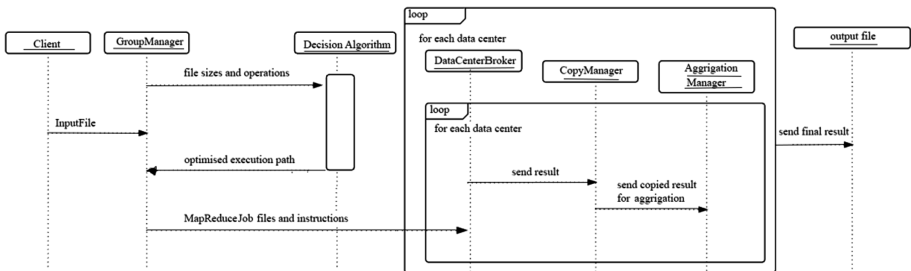 loop
for each data center
Client
GroupManager
Decision Algorithm
output file
DataCenterBroker
CopyManager
Aggrigation
Manager
file sizes and operations
loop
for each data center
InputFile
send final result
optimised execution path
send result
send copied result
for aggrigation
MapReduceJob files and instructions